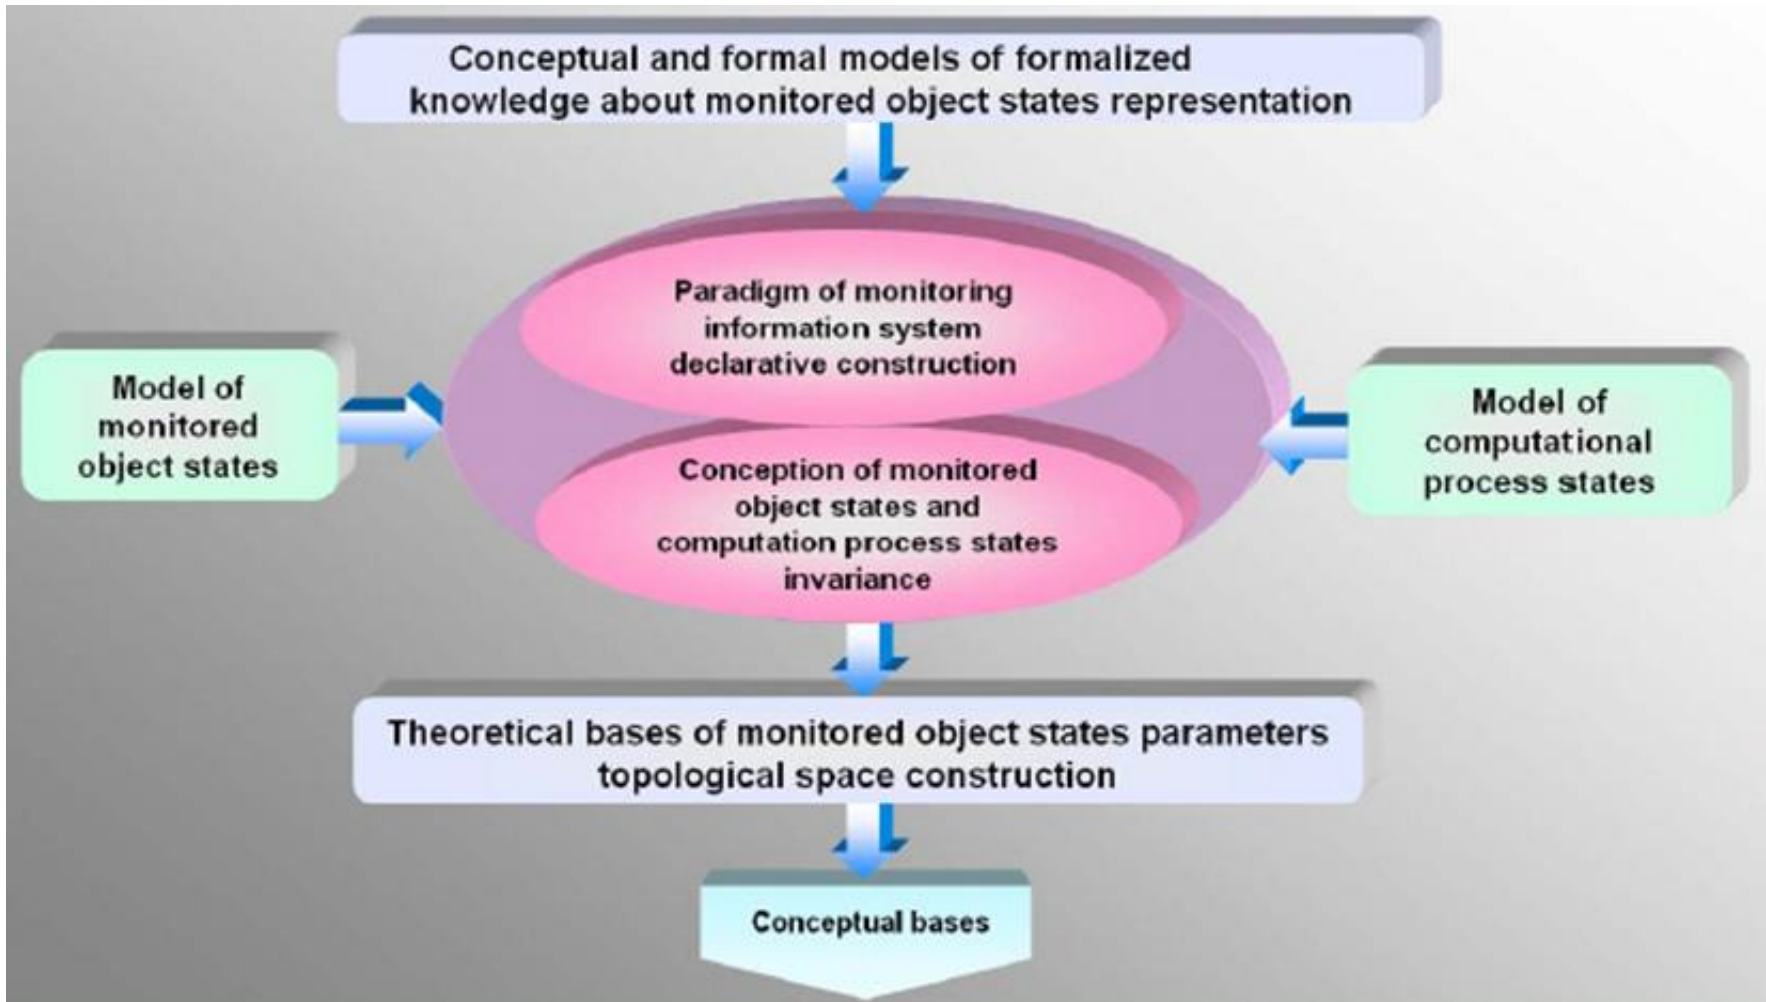 Conceptual and formal models of formalized
knowledge about monitored object states representation
Paradigm of monitoring
information system
declarative construction
Model of
monitored
object states
Model of
computational
process states
Conception of monitored
object states and
computation process states
invariance
Theoretical bases of monitored object states parameters
topological space construction
Conceptual bases